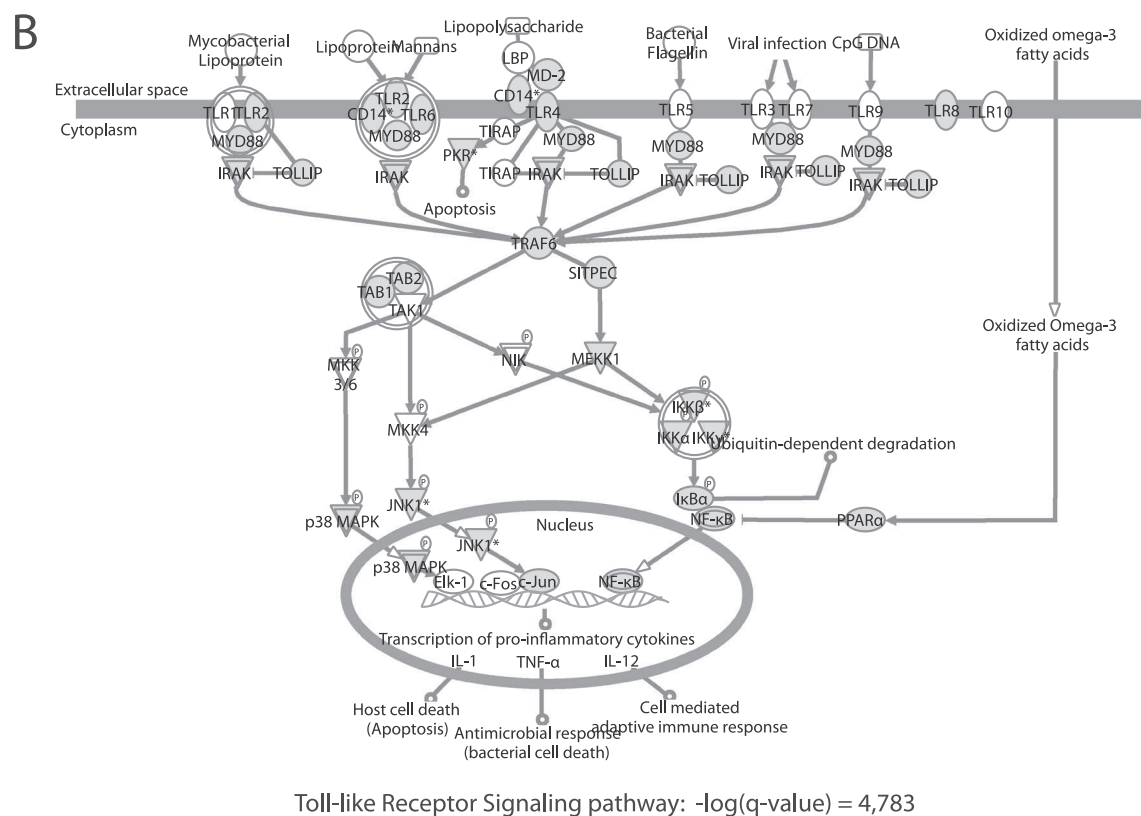 B
Mycobacterial
Lipoprotein
Lipoprotein
Mannans
Lipopolysaccharide
LBP
MD-2
CD14*
Bacterial
Flagellin
Viral infection
CpG DNA
Oxidized omega-3
fatty acids
Extracellular space
Cytoplasm
TLR1
TLR2
MYD88
IRAK
TOLLIP
TLR2
CD14*
TLR6
MYD88
IRAK
TLR4
TIRAP
MYD88
PKR*
TIRAP
IRAK
TOLLIP
Apoptosis
TLR5
MYD88
IRAK
TOLLIP
TLR3
TLR7
MYD88
IRAK
TOLLIP
TLR9
MYD88
IRAK
TOLLIP
TLR8
TLR10
TRAF6
SITPEC
TAB2
TAB1
TAK1
Oxidized Omega-3
fatty acids
P
MKK
3/6
P
NIK
MEKK1
P
MKK4
P
IKKβ*
P
IKKα
IKKγ*
Ubiquitin-dependent degradation
P
IκBα
NF-κB
PPARα
P
JNK1*
P
p38 MAPK
Nucleus
P
JNK1*
P
p38 MAPK
Elk-1
c-Fos
c-Jun
NF-κB
Transcription of pro-inflammatory cytokines
IL-1
TNF-α
IL-12
Host cell death
(Apoptosis)
Antimicrobial response
(bacterial cell death)
Cell mediated
adaptive immune response
Toll-like Receptor Signaling pathway: -log(q-value) = 4,783